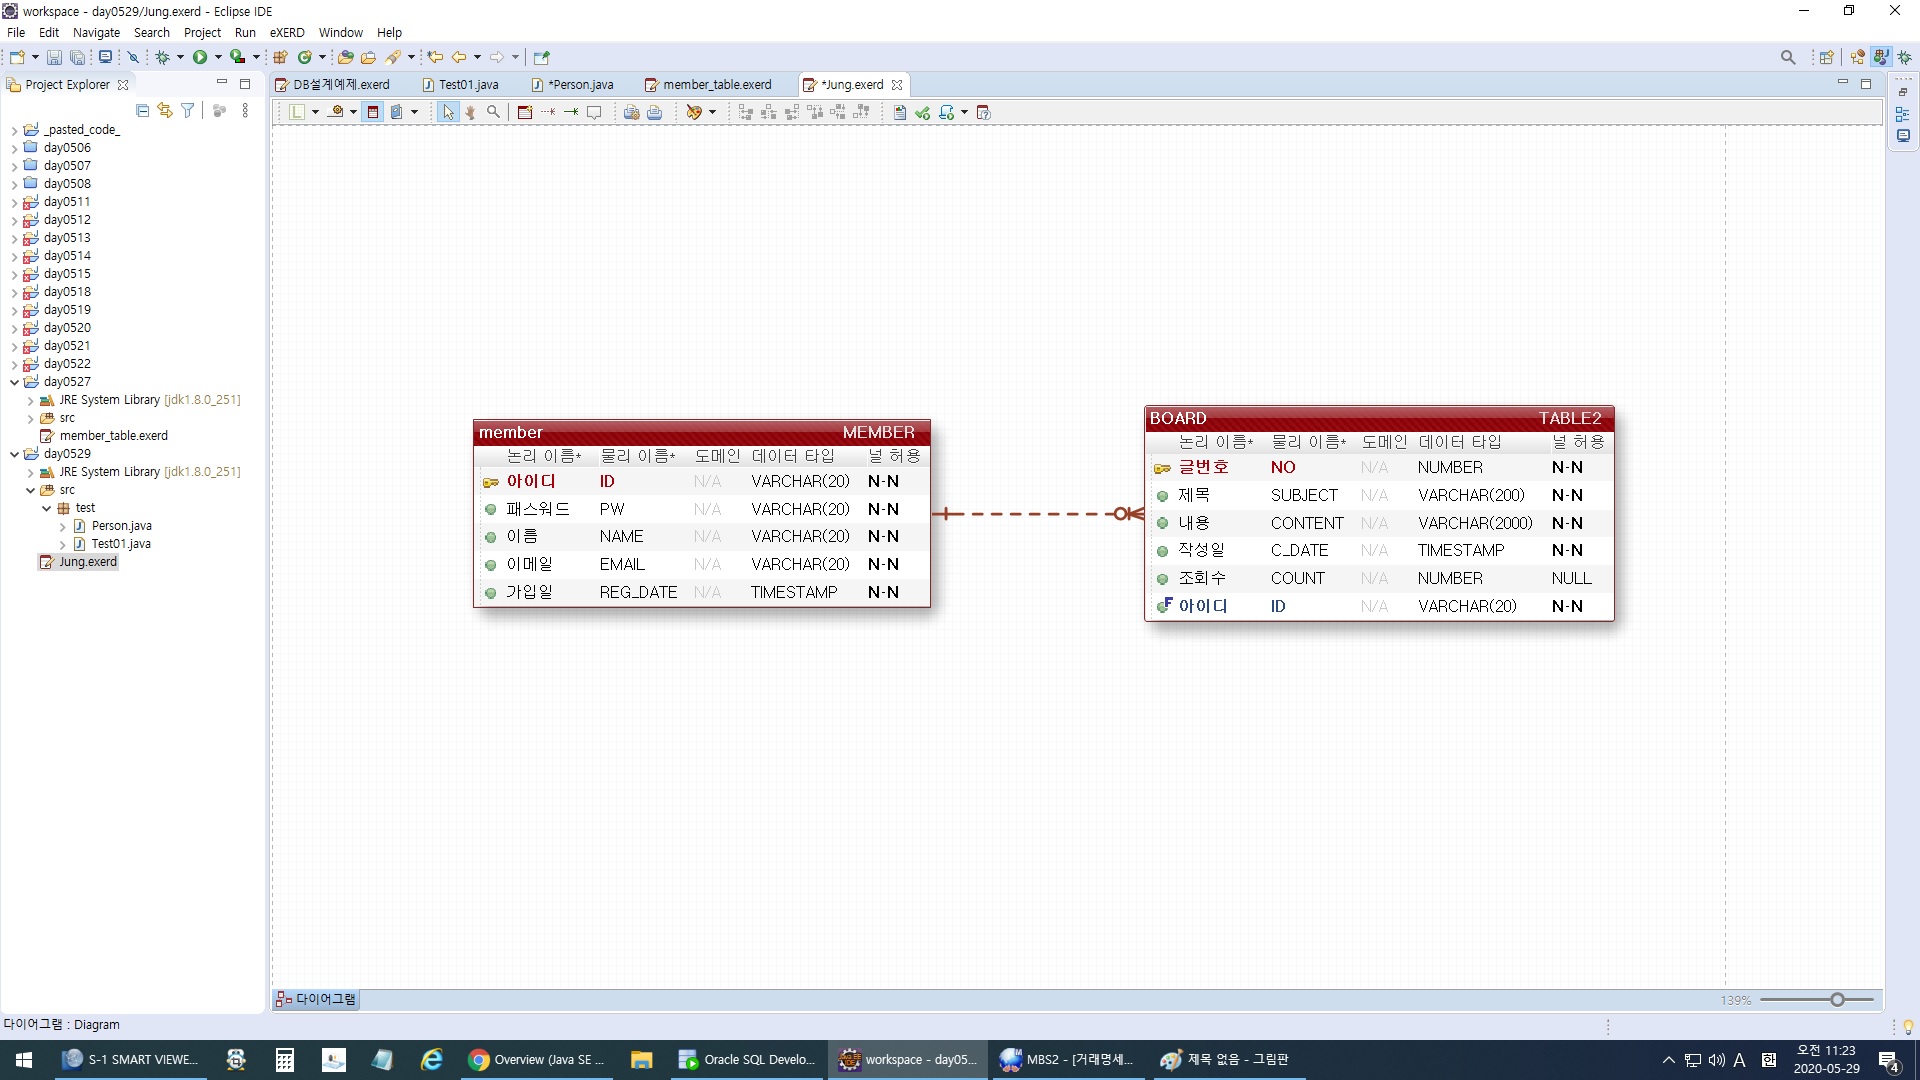 workspace - day0529/Jung.exerd - Eclipse IDE
File Edit Navigate Search Project Run eXERD Window Help
Project Explorer
DB설계예제.exerd Test01.java *Person.java member_table.exerd *Jung.exerd
_pasted_code_
day0506
day0507
day0508
day0511
day0512
day0513
day0514
day0515
day0518
day0519
day0520
day0521
day0522
day0527
JRE System Library [jdk1.8.0_251]
src
member_table.exerd
day0529
JRE System Library [jdk1.8.0_251]
src
test
Person.java
Test01.java
Jung.exerd
member MEMBER
논리 이름* 물리 이름* 도메인 데이터 타입 널 허용
아이디 ID N/A VARCHAR(20) N-N
패스워드 PW N/A VARCHAR(20) N-N
이름 NAME N/A VARCHAR(20) N-N
이메일 EMAIL N/A VARCHAR(20) N-N
가입일 REG_DATE N/A TIMESTAMP N-N
BOARD TABLE2
논리 이름* 물리 이름* 도메인 데이터 타입 널 허용
글번호 NO N/A NUMBER N-N
제목 SUBJECT N/A VARCHAR(200) N-N
내용 CONTENT N/A VARCHAR(2000) N-N
작성일 C_DATE N/A TIMESTAMP N-N
조회수 COUNT N/A NUMBER NULL
아이디 ID N/A VARCHAR(20) N-N
다이어그램
139%
다이어그램 : Diagram
S-1 SMART VIEWE...
Overview (Java SE ...
Oracle SQL Develo...
workspace - day05...
MBS2 - [거래명세...
제목 없음 - 그림판
A 한
오전 11:23
2020-05-29
4